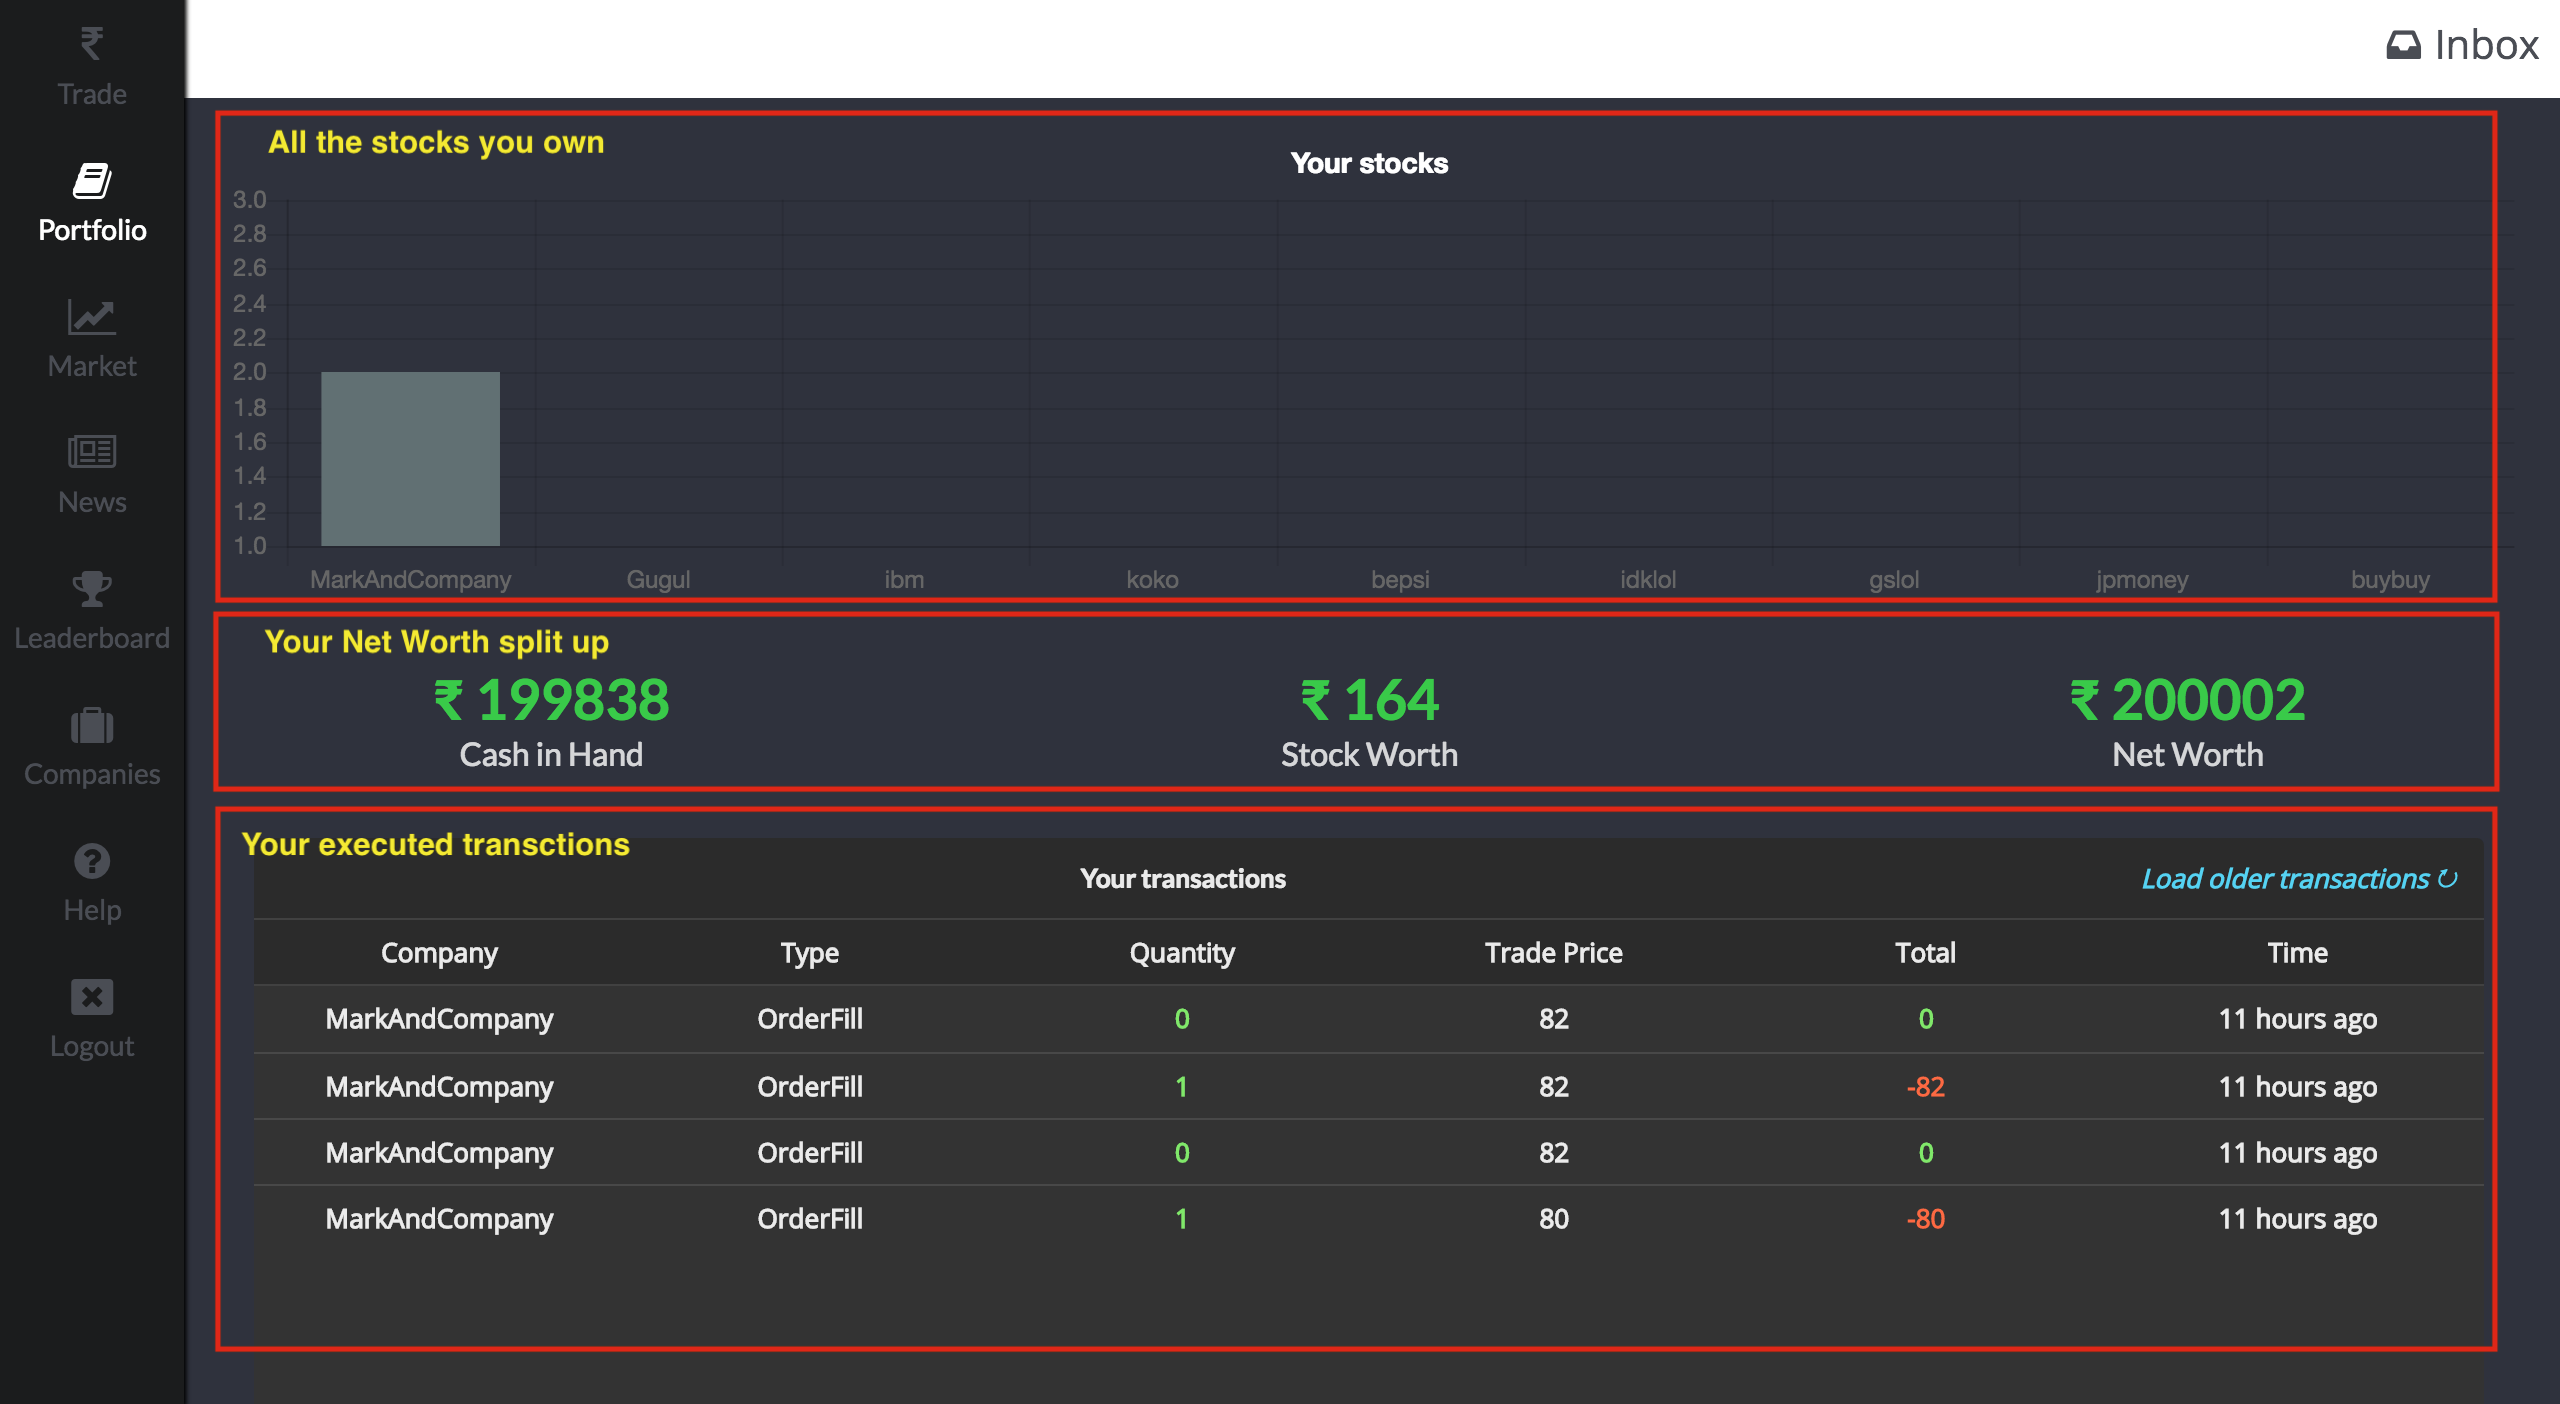 ₹
Trade
Portfolio
Market
News
Leaderboard
Companies
Help
Logout
Inbox
All the stocks you own
Your stocks
3.0
2.8
2.6
2.4
2.2
2.0
1.8
1.6
1.4
1.2
1.0
MarkAndCompany Gugul ibm koko bepsi idklol gslol jpmoney buybuy
Your Net Worth split up
₹ 199838 ₹ 164 ₹ 200002
Cash in Hand Stock Worth Net Worth
Your executed transctions
Your transactions Load older transactions
Company Type Quantity Trade Price Total Time
MarkAndCompany OrderFill 0 82 0 11 hours ago
MarkAndCompany OrderFill 1 82 -82 11 hours ago
MarkAndCompany OrderFill 0 82 0 11 hours ago
MarkAndCompany OrderFill 1 80 -80 11 hours ago